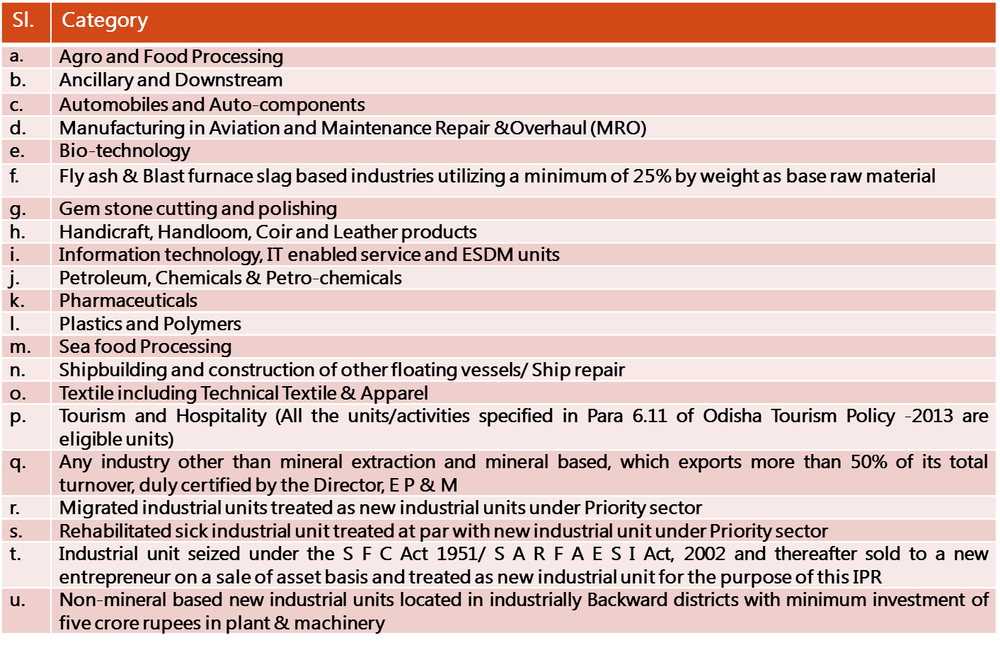 Sl. Category
a. Agro and Food Processing
b. Ancillary and Downstream
c. Automobiles and Auto-components
d. Manufacturing in Aviation and Maintenance Repair &Overhaul (MRO)
e. Bio-technology
f. Fly ash & Blast furnace slag based industries utilizing a minimum of 25% by weight as base raw material
g. Gem stone cutting and polishing
h. Handicraft, Handloom, Coir and Leather products
i. Information technology, IT enabled service and ESDM units
j. Petroleum, Chemicals & Petro-chemicals
k. Pharmaceuticals
l. Plastics and Polymers
m. Sea food Processing
n. Shipbuilding and construction of other floating vessels/ Ship repair
o. Textile including Technical Textile & Apparel
p. Tourism and Hospitality (All the units/activities specified in Para 6.11 of Odisha Tourism Policy -2013 are
eligible units)
q. Any industry other than mineral extraction and mineral based, which exports more than 50% of its total
turnover, duly certified by the Director, E P & M
r. Migrated industrial units treated as new industrial units under Priority sector
s. Rehabilitated sick industrial unit treated at par with new industrial unit under Priority sector
t. Industrial unit seized under the S F C Act 1951/ S A R F A E S I Act, 2002 and thereafter sold to a new
entrepreneur on a sale of asset basis and treated as new industrial unit for the purpose of this IPR
u. Non-mineral based new industrial units located in industrially Backward districts with minimum investment of
five crore rupees in plant & machinery